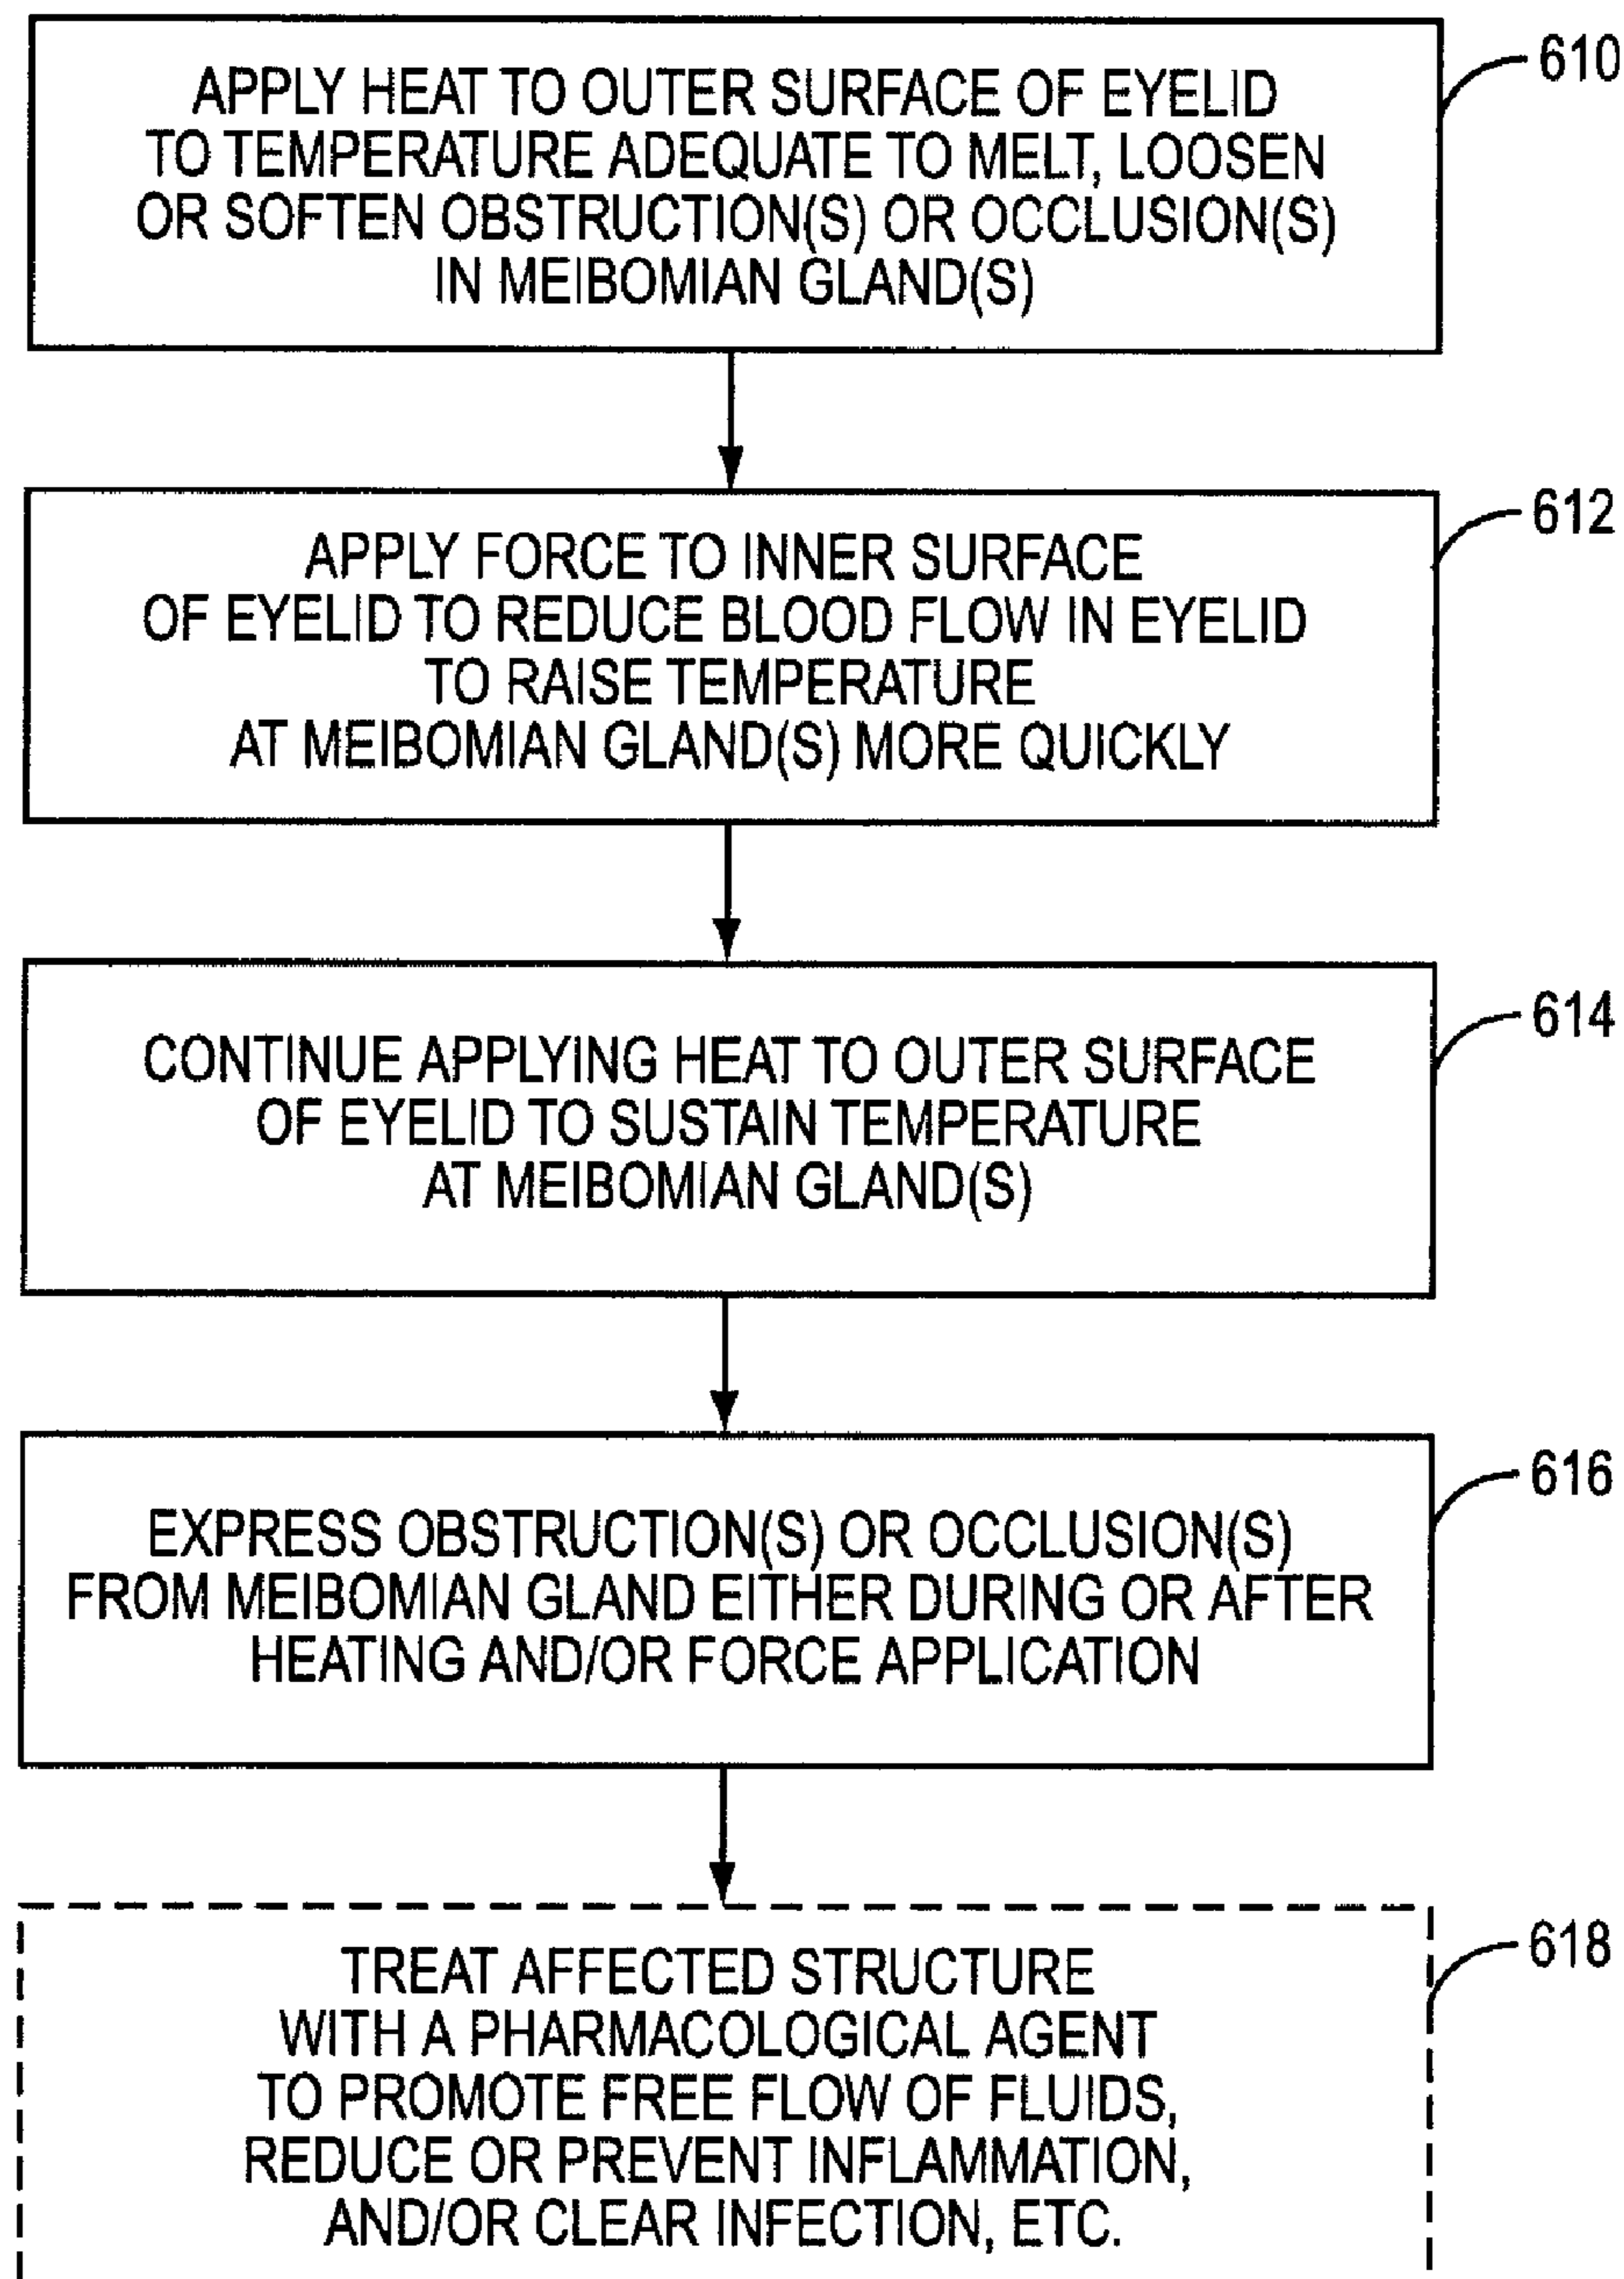 APPLY HEAT TO OUTER SURFACE OF EYELID
TO TEMPERATURE ADEQUATE TO MELT, LOOSEN
OR SOFTEN OBSTRUCTION(S) OR OCCLUSION(S)
IN MEIBOMIAN GLAND(S)
610
APPLY FORCE TO INNER SURFACE
OF EYELID TO REDUCE BLOOD FLOW IN EYELID
TO RAISE TEMPERATURE
AT MEIBOMIAN GLAND(S) MORE QUICKLY
612
CONTINUE APPLYING HEAT TO OUTER SURFACE
OF EYELID TO SUSTAIN TEMPERATURE
AT MEIBOMIAN GLAND(S)
614
EXPRESS OBSTRUCTION(S) OR OCCLUSION(S)
FROM MEIBOMIAN GLAND EITHER DURING OR AFTER
HEATING AND/OR FORCE APPLICATION
616
TREAT AFFECTED STRUCTURE
WITH A PHARMACOLOGICAL AGENT
TO PROMOTE FREE FLOW OF FLUIDS,
REDUCE OR PREVENT INFLAMMATION,
AND/OR CLEAR INFECTION, ETC.
618